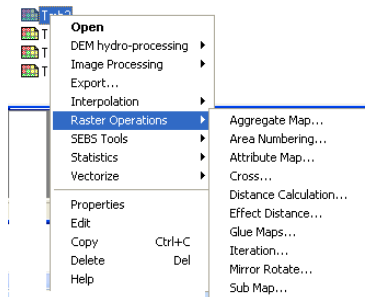 Open
DEM hydro-processing
Image Processing
Export...
Interpolation
Raster Operations
SEBS Tools
Statistics
Vectorize
Properties
Edit
Copy Ctrl+C
Delete Del
Help
Aggregate Map...
Area Numbering...
Attribute Map...
Cross...
Distance Calculation...
Effect Distance...
Glue Maps...
Iteration...
Mirror Rotate...
Sub Map...